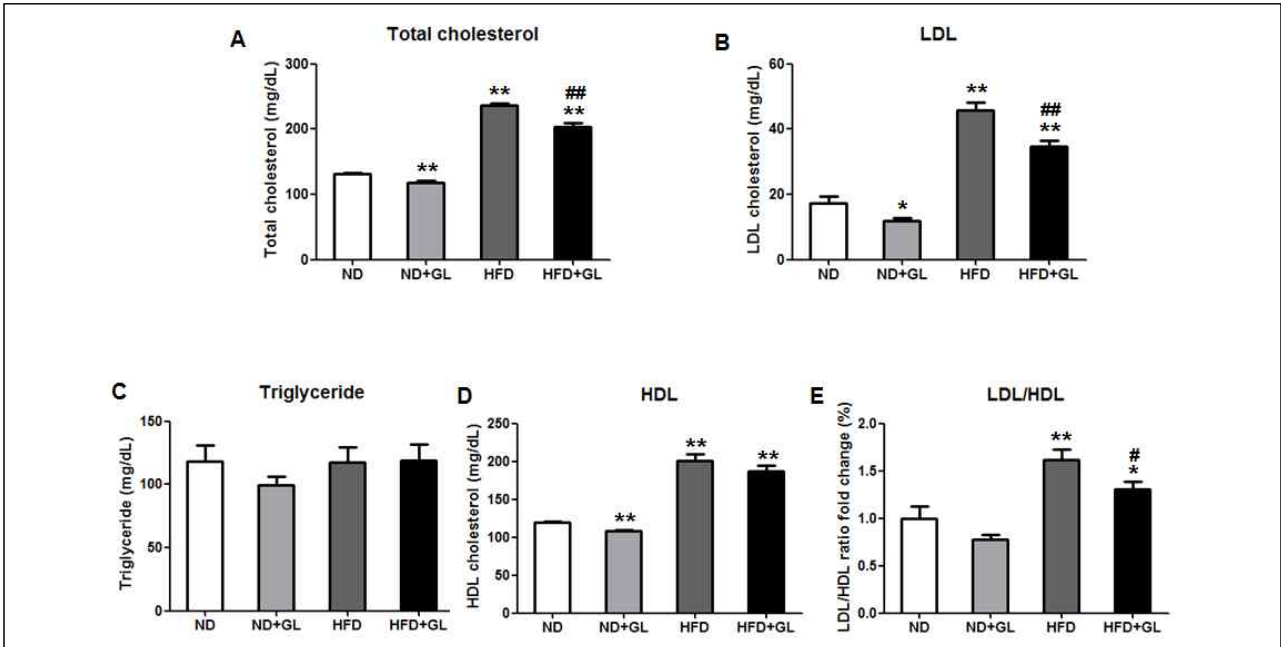 A
Total cholesterol
Total cholesterol (mg/dL)
300
200
100
0
**
**
##
**
ND
ND+GL
HFD
HFD+GL
B
LDL
LDL cholesterol (mg/dL)
60
40
20
0
*
**
##
**
ND
ND+GL
HFD
HFD+GL
C
Triglyceride
Triglyceride (mg/dL)
150
100
50
0
ND
ND+GL
HFD
HFD+GL
D
HDL
HDL cholesterol (mg/dL)
250
200
150
100
50
0
**
**
**
ND
ND+GL
HFD
HFD+GL
E
LDL/HDL
LDL/HDL ratio fold change (%)
2.0
1.5
1.0
0.5
0.0
**
#
*
ND
ND+GL
HFD
HFD+GL